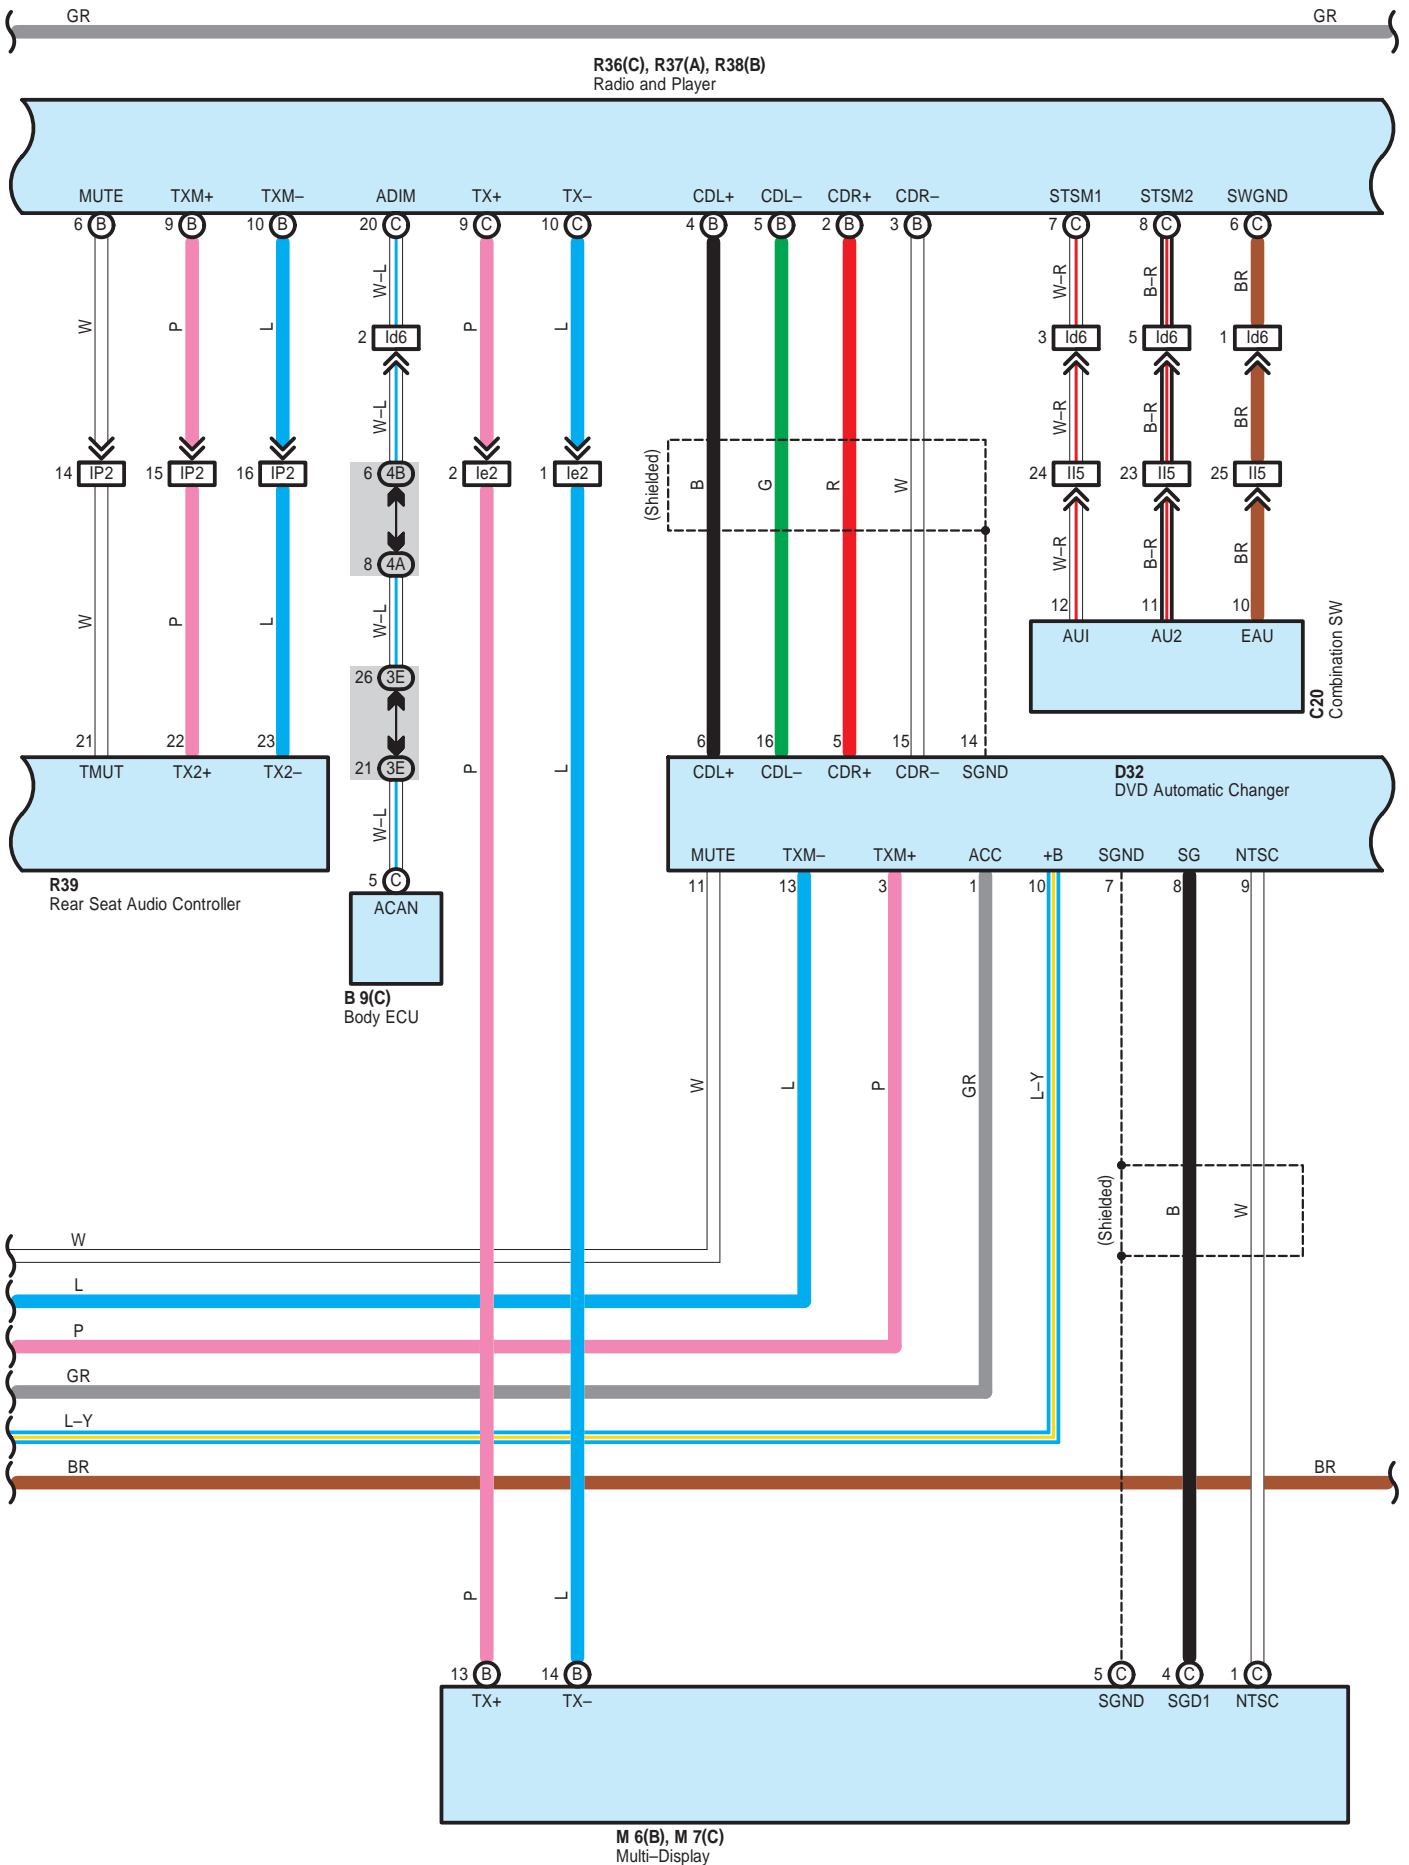 GR GR
R36(C), R37(A), R38(B)
Radio and Player
MUTE TXM+ TXM– ADIM TX+ TX– CDL+ CDL– CDR+ CDR– STSM1 STSM2 SWGND
6 B 9 B 10 B 20 C 9 C 10 C 4 B 5 B 2 B 3 B 7 C 8 C 6 C
W–L W–R B–R BR
W P L P L
2 Id6 3 Id6 5 Id6 1 Id6
W–L W–R B–R BR
14 IP2 15 IP2 16 IP2 6 4B 2 Ie2 1 Ie2 (Shielded) B G R W 24 II5 23 II5 25 II5
8 4A W–R B–R BR
W P L W–L 12 11 10
AUI AU2 EAU
C20
Combination SW
26 3E
21 22 23 6 16 5 15 14
TMUT TX2+ TX2– 21 3E P L CDL+ CDL– CDR+ CDR– SGND D32
DVD Automatic Changer
W–L
MUTE TXM– TXM+ ACC +B SGND SG NTSC
R39 5 C 11 13 3 1 10 7 8 9
Rear Seat Audio Controller
ACAN
B 9(C)
Body ECU
W L P GR L–Y
(Shielded) B W
W
L
P
GR
L–Y
BR BR
P L
13 B 14 B 5 C 4 C 1 C
TX+ TX– SGND SGD1 NTSC
M 6(B), M 7(C)
Multi–Display